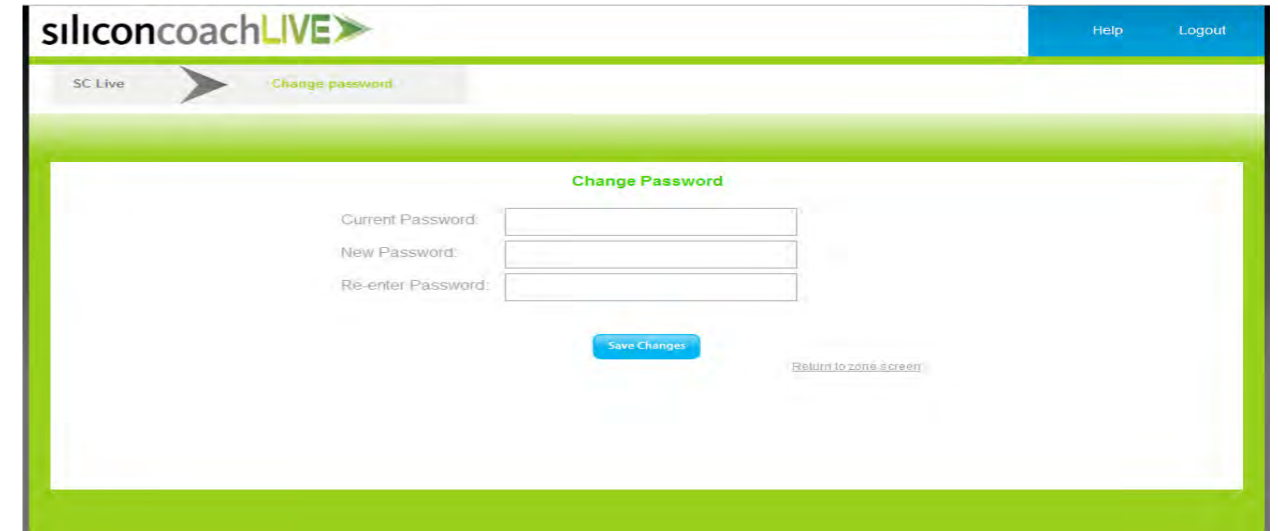 siliconcoachLIVE
Help Logout
SC Live Change password
Change Password
Current Password:
New Password:
Re-enter Password:
Save Changes
Return to zone screen